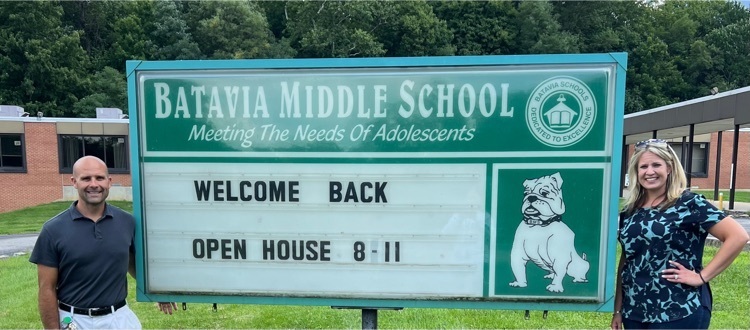 BATAVIA MIDDLE SCHOOL
Meeting The Needs Of Adolescents
BATAVIA SCHOOLS
DEDICATED TO EXCELLENCE
WELCOME BACK
OPEN HOUSE 8-11